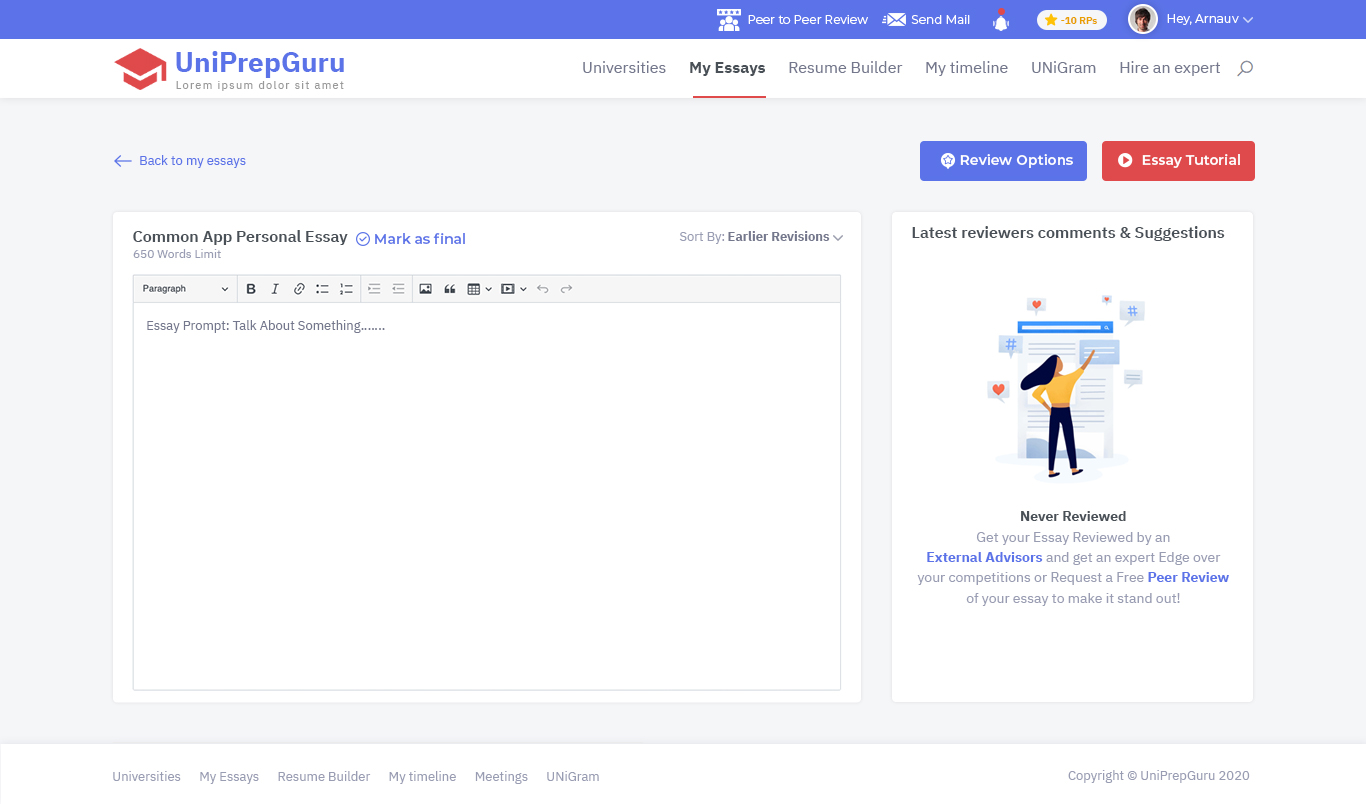 Peer to Peer Review Send Mail -10 RPs Hey, Arnauv
UniPrepGuru
Lorem ipsum dolor sit amet
Universities My Essays Resume Builder My timeline UNiGram Hire an expert
Back to my essays
Review Options Essay Tutorial
Common App Personal Essay Mark as final
650 Words Limit
Sort By: Earlier Revisions
Paragraph B I
Essay Prompt: Talk About Something.......
Latest reviewers comments & Suggestions
#
#
Never Reviewed
Get your Essay Reviewed by an
External Advisors and get an expert Edge over
your competitions or Request a Free Peer Review
of your essay to make it stand out!
Universities My Essays Resume Builder My timeline Meetings UNiGram
Copyright © UniPrepGuru 2020